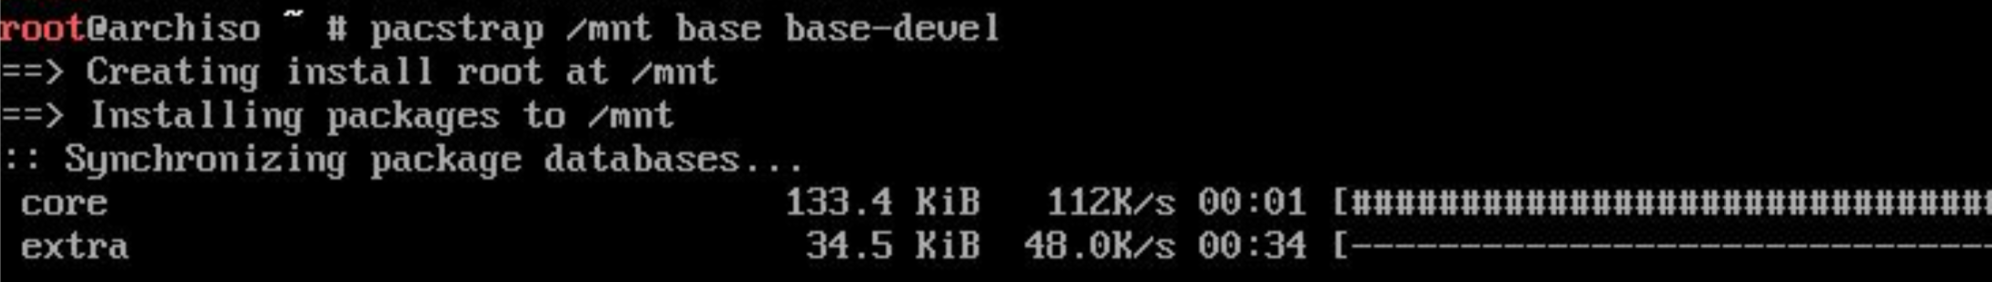 root@archiso ~ # pacstrap /mnt base base-devel
==> Creating install root at /mnt
==> Installing packages to /mnt
:: Synchronizing package databases...
core 133.4 KiB 112K/s 00:01 [##############################
extra 34.5 KiB 48.0K/s 00:34 [------------------------------